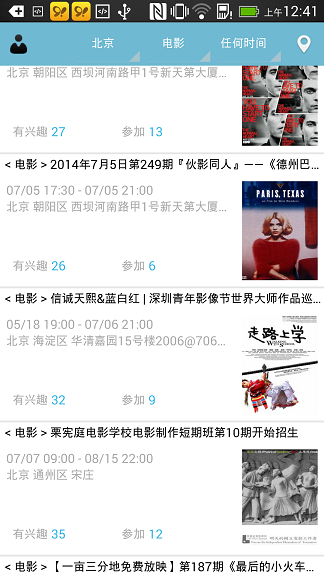 上午12:41
北京 电影 任何时间
北京 朝阳区 西坝河南路甲1号新天第大厦...
有兴趣 27 参加 13
< 电影 > 2014年7月5日第249期『伙影同人』——《德州巴...
07/05 17:30 - 07/05 21:00
北京 朝阳区 西坝河南路甲1号新天第大厦...
PARIS, TEXAS
有兴趣 26 参加 6
< 电影 > 信诚天熙&蓝白红 | 深圳青年影像节世界大师作品巡...
05/18 19:00 - 07/06 21:00
北京 海淀区 华清嘉园15号楼2006@706...
走路上学
有兴趣 32 参加 9
< 电影 > 栗宪庭电影学校电影制作短期班第10期开始招生
07/07 09:00 - 08/15 22:00
北京 通州区 宋庄
有兴趣 35 参加 12
< 电影 > 【一亩三分地免费放映】第187期《最后的小火车...